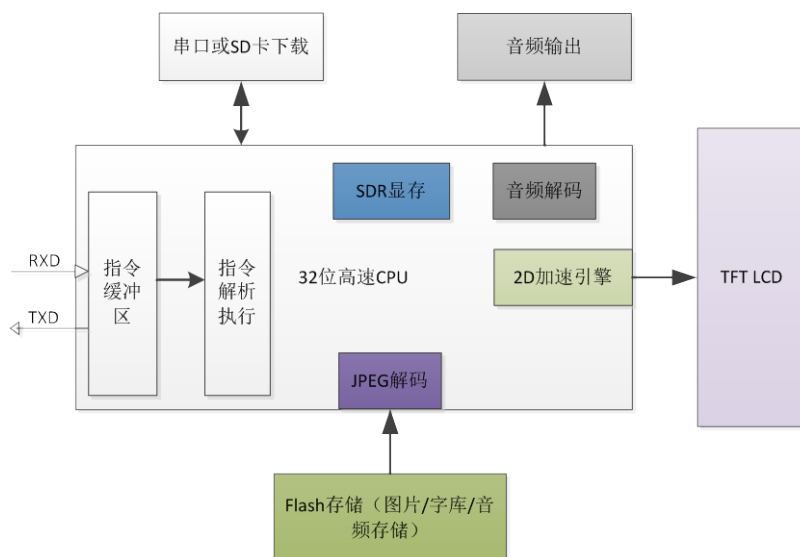 串口或SD卡下载
音频输出
SDR显存
音频解码
RXD
指令
缓冲
区
指令
解析
执行
32位高速CPU
2D加速引擎
TFT LCD
TXD
JPEG解码
Flash存储（图片/字库/音
频存储）